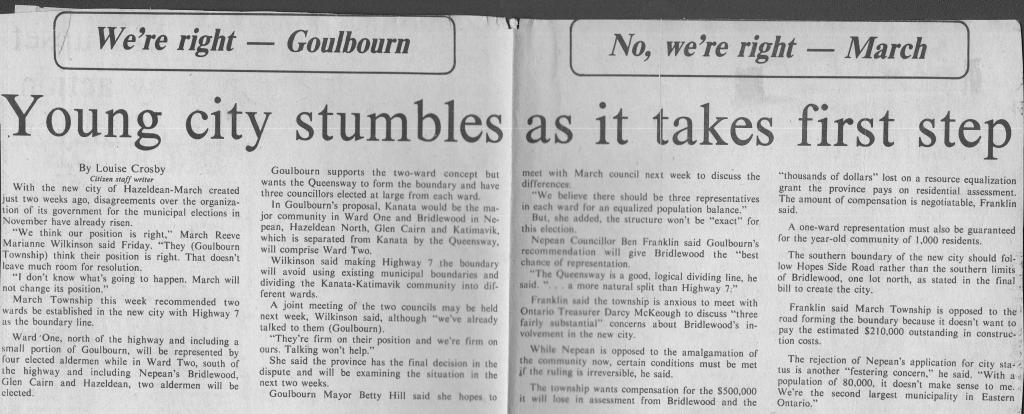 We're right — Goulbourn
No, we're right — March
Young city stumbles as it takes first step
By Louise Crosby
Citizen staff writer
With the new city of Hazeldean-March created
just two weeks ago, disagreements over the organiza-
tion of its government for the municipal elections in
November have already risen.
"We think our position is right," March Reeve
Marianne Wilkinson said Friday. "They (Goulbourn
Township) think their position is right. That doesn't
leave much room for resolution.
"I don't know what's going to happen. March will
not change its position."
March Township this week recommended two
wards be established in the new city with Highway 7
as the boundary line.
Ward One, north of the highway and including a
small portion of Goulbourn, will be represented by
four elected aldermen while in Ward Two, south of
the highway and including Nepean's Bridlewood,
Glen Cairn and Hazeldean, two aldermen will be
elected.
Goulbourn supports the two-ward concept but
wants the Queensway to form the boundary and have
three councillors elected at large from each ward.
In Goulbourn's proposal, Kanata would be the ma-
jor community in Ward One and Bridlewood in Ne-
pean, Hazeldean North, Glen Cairn and Katimavik,
which is separated from Kanata by the Queensway,
will comprise Ward Two.
Wilkinson said making Highway 7 the boundary
will avoid using existing municipal boundaries and
dividing the Kanata-Katimavik community into dif-
ferent wards.
A joint meeting of the two councils may be held
next week, Wilkinson said, although "we've already
talked to them (Goulbourn).
"They're firm on their position and we're firm on
ours. Talking won't help."
She said the province has the final decision in the
dispute and will be examining the situation in the
next two weeks.
Goulbourn Mayor Betty Hill said she hopes to
meet with March council next week to discuss the
differences.
"We believe there should be three representatives
in each ward for an equalized population balance."
But, she added, the structure won't be "exact" for
this election.
Nepean Councillor Ben Franklin said Goulbourn's
recommendation will give Bridlewood the "best
chance of representation.
"The Queensway is a good, logical dividing line, he
said. ". . . a more natural split than Highway 7."
Franklin said the township is anxious to meet with
Ontario Treasurer Darcy McKeough to discuss "three
fairly substantial" concerns about Bridlewood's in-
volvement in the new city.
While Nepean is opposed to the amalgamation of
the community now, certain conditions must be met
if the ruling is irreversible, he said.
The township wants compensation for the $500,000
it will lose in assessment from Bridlewood and the
"thousands of dollars" lost on a resource equalization
grant the province pays on residential assessment.
The amount of compensation is negotiable, Franklin
said.
A one-ward representation must also be guaranteed
for the year-old community of 1,000 residents.
The southern boundary of the new city should fol-
low Hopes Side Road rather than the southern limits
of Bridlewood, one lot north, as stated in the final
bill to create the city.
Franklin said March Township is opposed to the
road forming the boundary because it doesn't want to
pay the estimated $210,000 outstanding in construc-
tion costs.
The rejection of Nepean's application for city sta-
tus is another "festering concern," he said. "With a
population of 80,000, it doesn't make sense to me.
We're the second largest municipality in Eastern
Ontario."